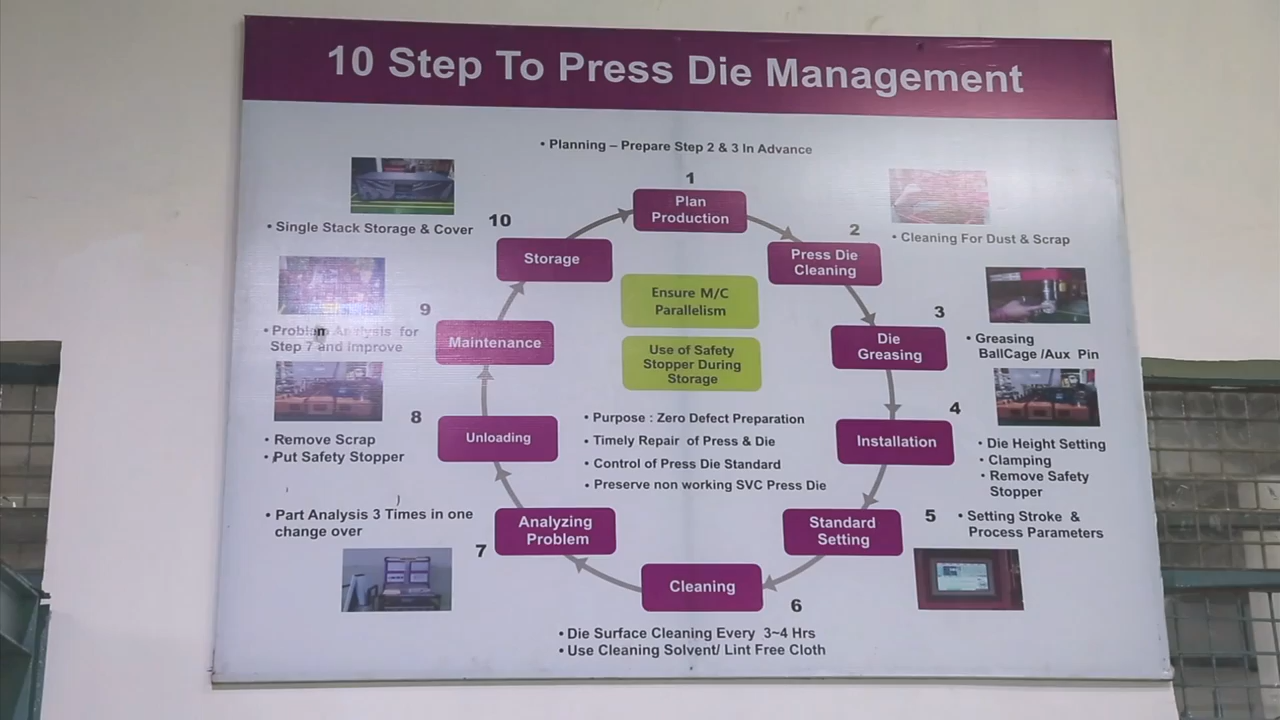 10 Step To Press Die Management
• Planning – Prepare Step 2 & 3 In Advance
1
Plan
Production
2
Press Die
Cleaning
• Cleaning For Dust & Scrap
3
Die
Greasing
• Greasing
BallCage /Aux Pin
4
Installation
• Die Height Setting
• Clamping
• Remove Safety
Stopper
5
Standard
Setting
• Setting Stroke &
Process Parameters
6
Cleaning
• Die Surface Cleaning Every 3~4 Hrs
• Use Cleaning Solvent/ Lint Free Cloth
7
Analyzing
Problem
• Part Analysis 3 Times in one
change over
8
Unloading
• Remove Scrap
• Put Safety Stopper
9
Maintenance
• Problem Analysis for
Step 7 and Improve
10
Storage
• Single Stack Storage & Cover
Ensure M/C
Parallelism
Use of Safety
Stopper During
Storage
• Purpose : Zero Defect Preparation
• Timely Repair of Press & Die
• Control of Press Die Standard
• Preserve non working SVC Press Die